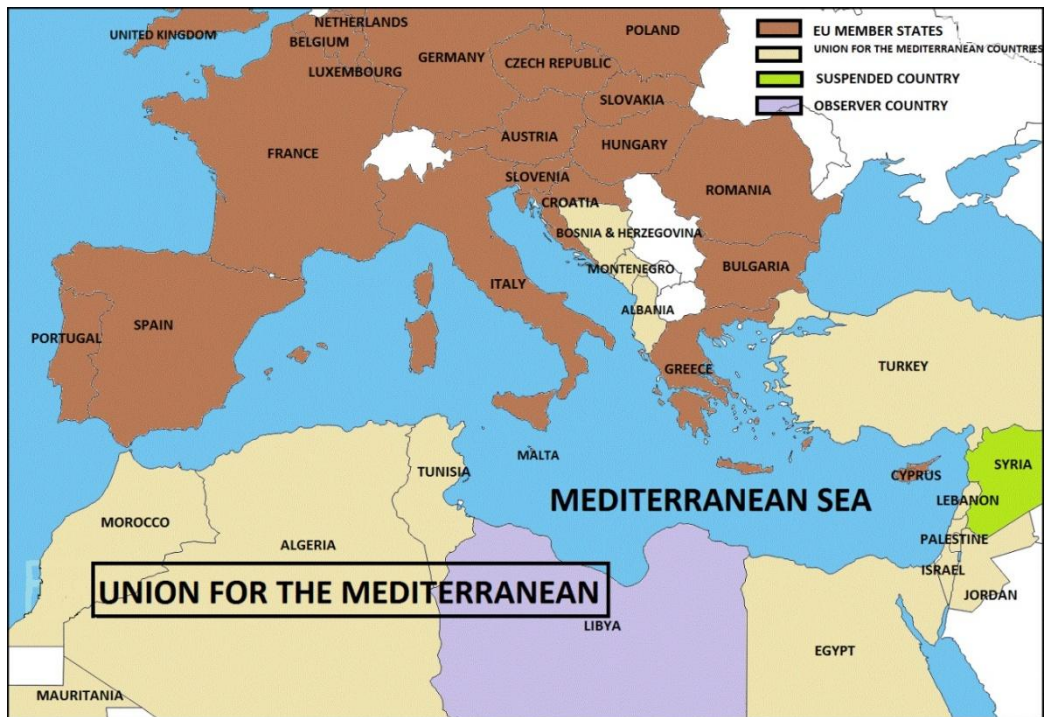 NETHERLANDS
UNITED KINGDOM
BELGIUM
LUXEMBOURG
GERMANY
POLAND
CZECH REPUBLIC
SLOVAKIA
AUSTRIA
HUNGARY
FRANCE
SLOVENIA
CROATIA
ROMANIA
BOSNIA & HERZEGOVINA
MONTENEGRO
BULGARIA
ITALY
ALBANIA
PORTUGAL
SPAIN
GREECE
TURKEY
EU MEMBER STATES
UNION FOR THE MEDITERRANEAN COUNTRIES
SUSPENDED COUNTRY
OBSERVER COUNTRY
MALTA
TUNISIA
CYPRUS
SYRIA
LEBANON
MEDITERRANEAN SEA
MOROCCO
ALGERIA
PALESTINE
ISRAEL
JORDAN
UNION FOR THE MEDITERRANEAN
LIBYA
EGYPT
MAURITANIA